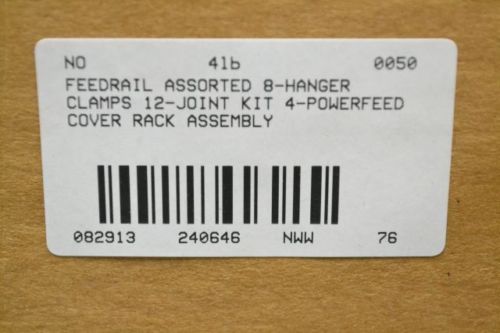 NO 41b 0050
FEEDRAIL ASSORTED 8-HANGER
CLAMPS 12-JOINT KIT 4-POWERFEED
COVER RACK ASSEMBLY
082913 240646 NWW 76